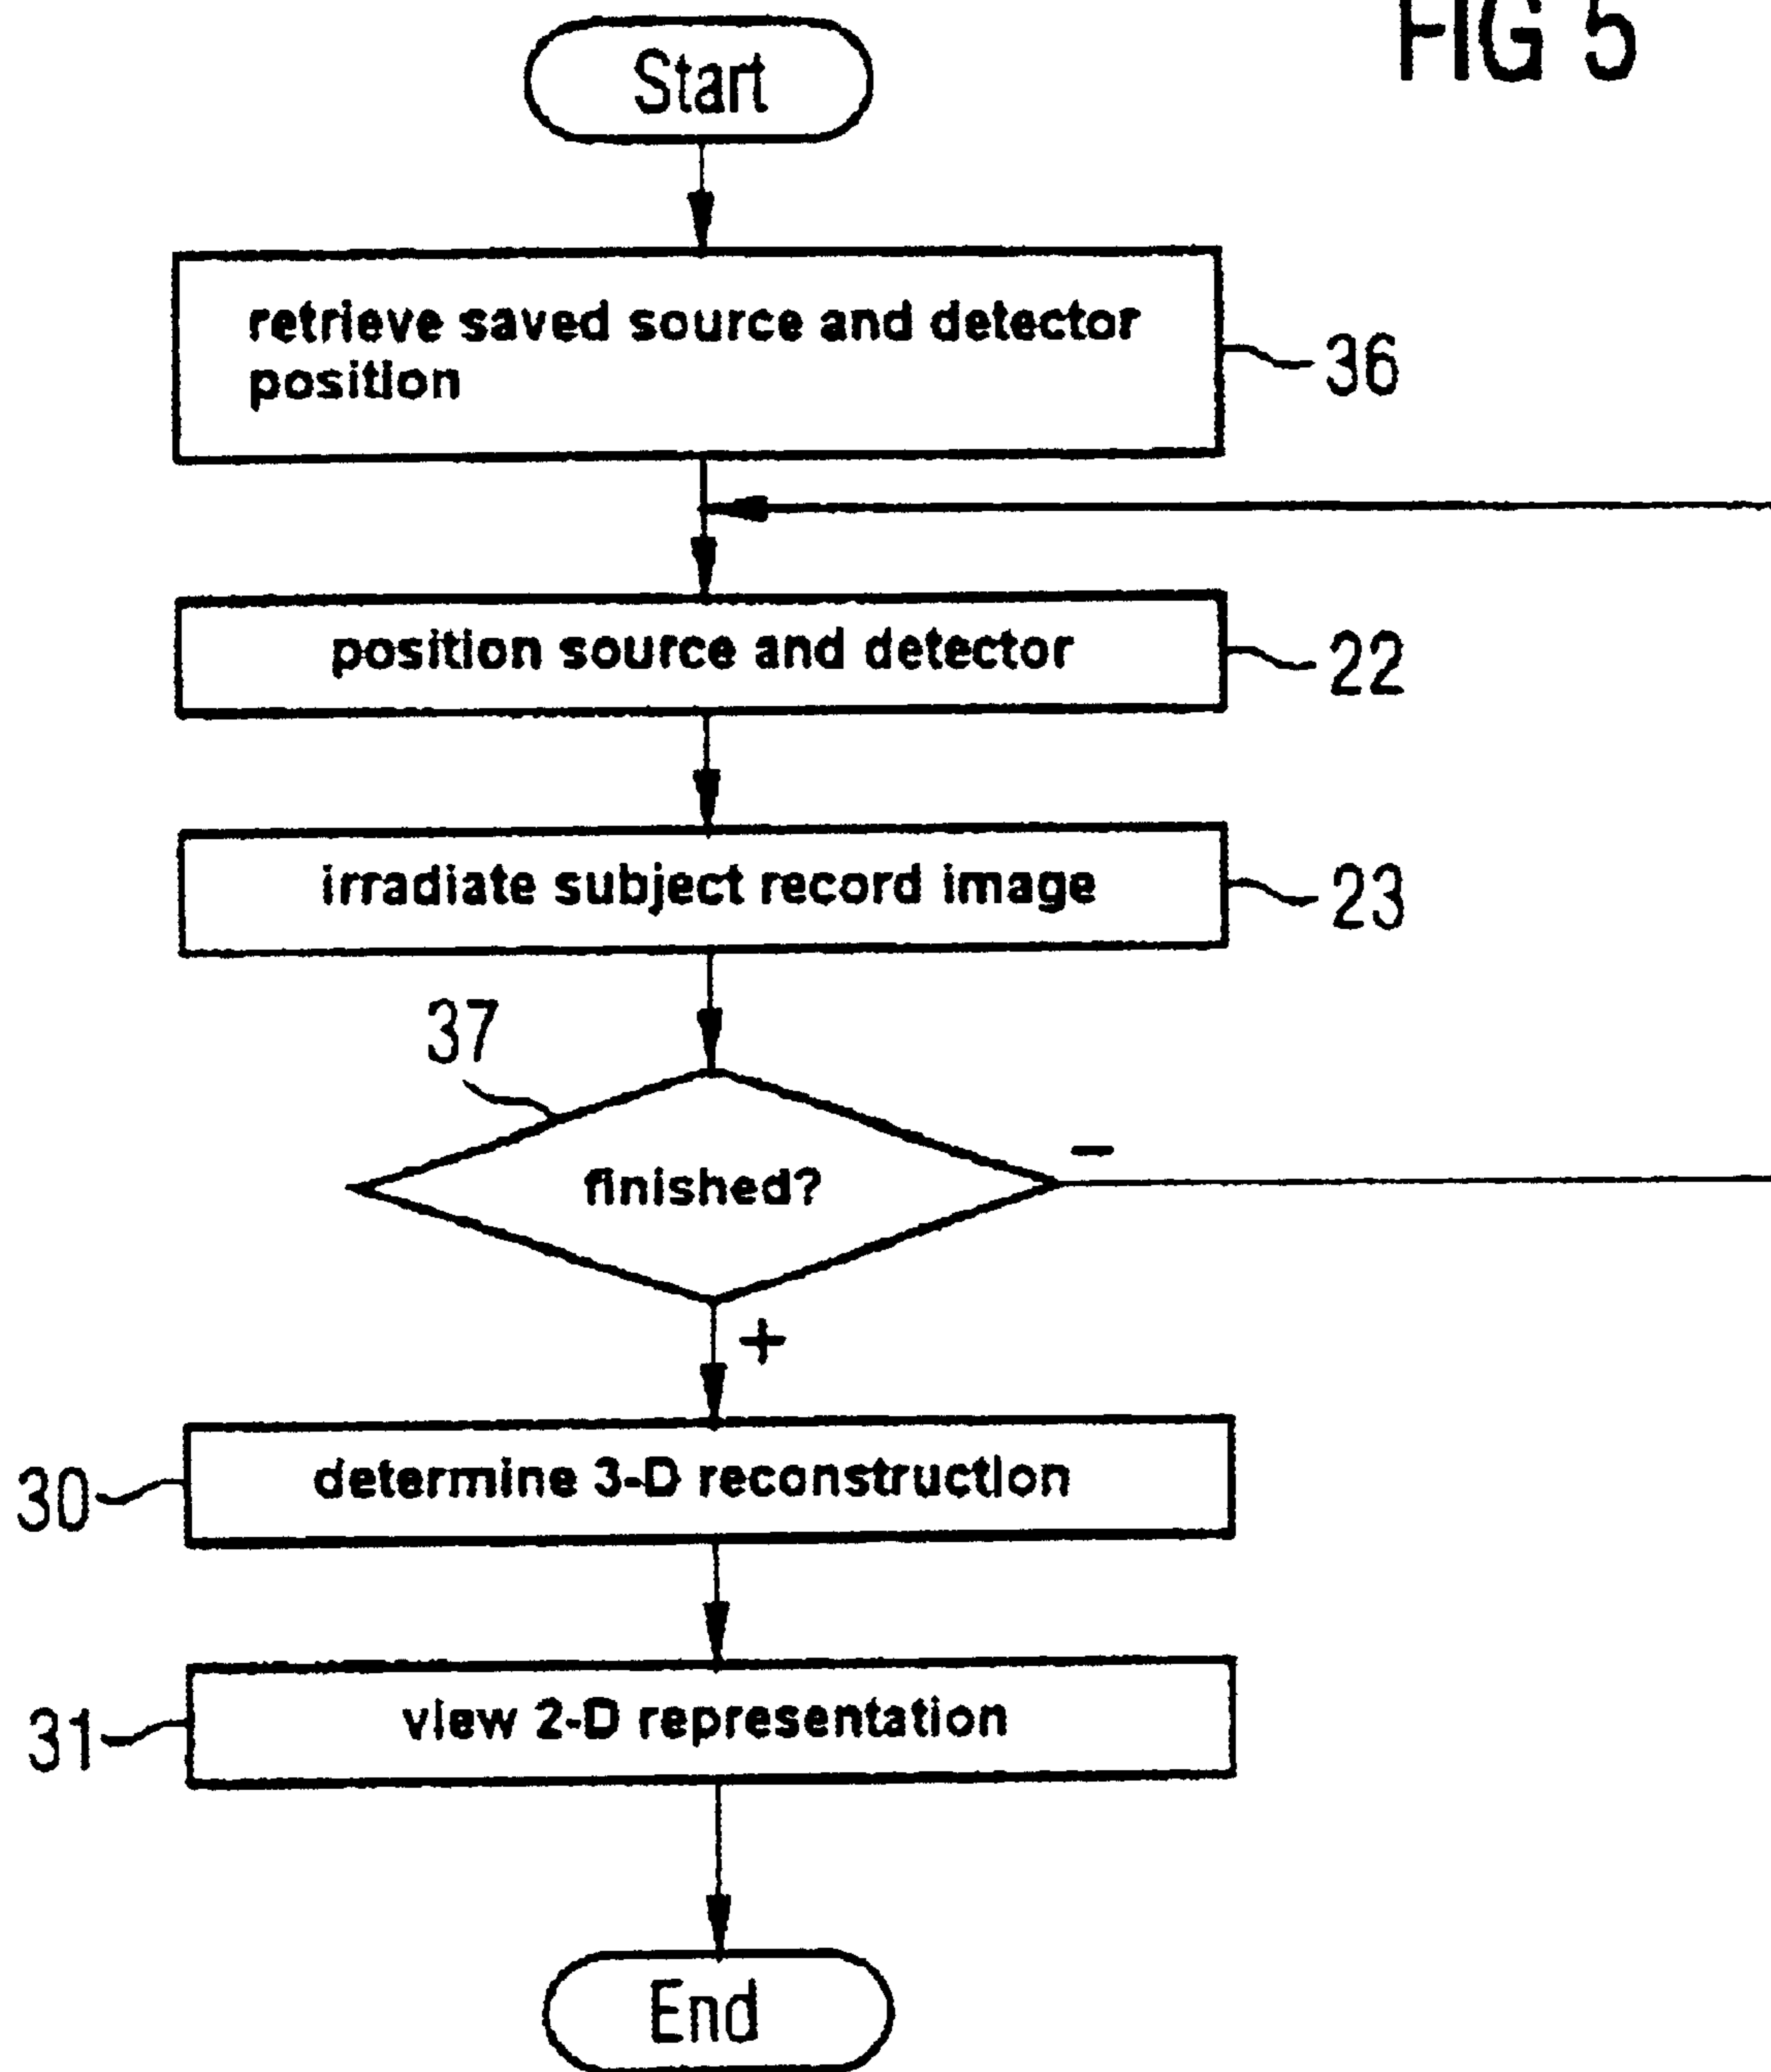 FIG 5
Start
retrieve saved source and detector
position
36
position source and detector
22
irradiate subject record image
23
37
finished?
−
+
determine 3-D reconstruction
30
view 2-D representation
31
End